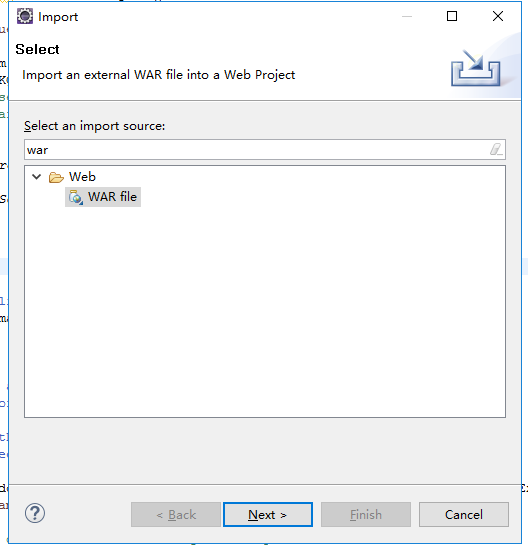 Import
Select
Import an external WAR file into a Web Project
Select an import source:
war
Web
WAR file
< Back
Next >
Finish
Cancel